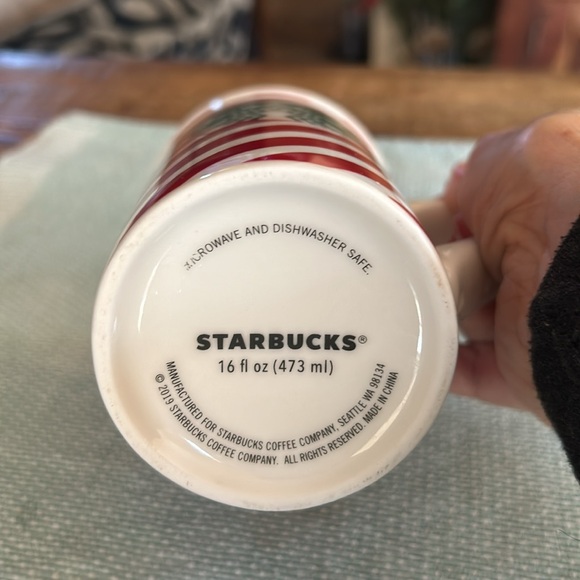 MICROWAVE AND DISHWASHER SAFE.
STARBUCKS®
16 fl oz (473 ml)
MANUFACTURED FOR STARBUCKS COFFEE COMPANY, SEATTLE WA 98134
© 2019 STARBUCKS COFFEE COMPANY. ALL RIGHTS RESERVED. MADE IN CHINA